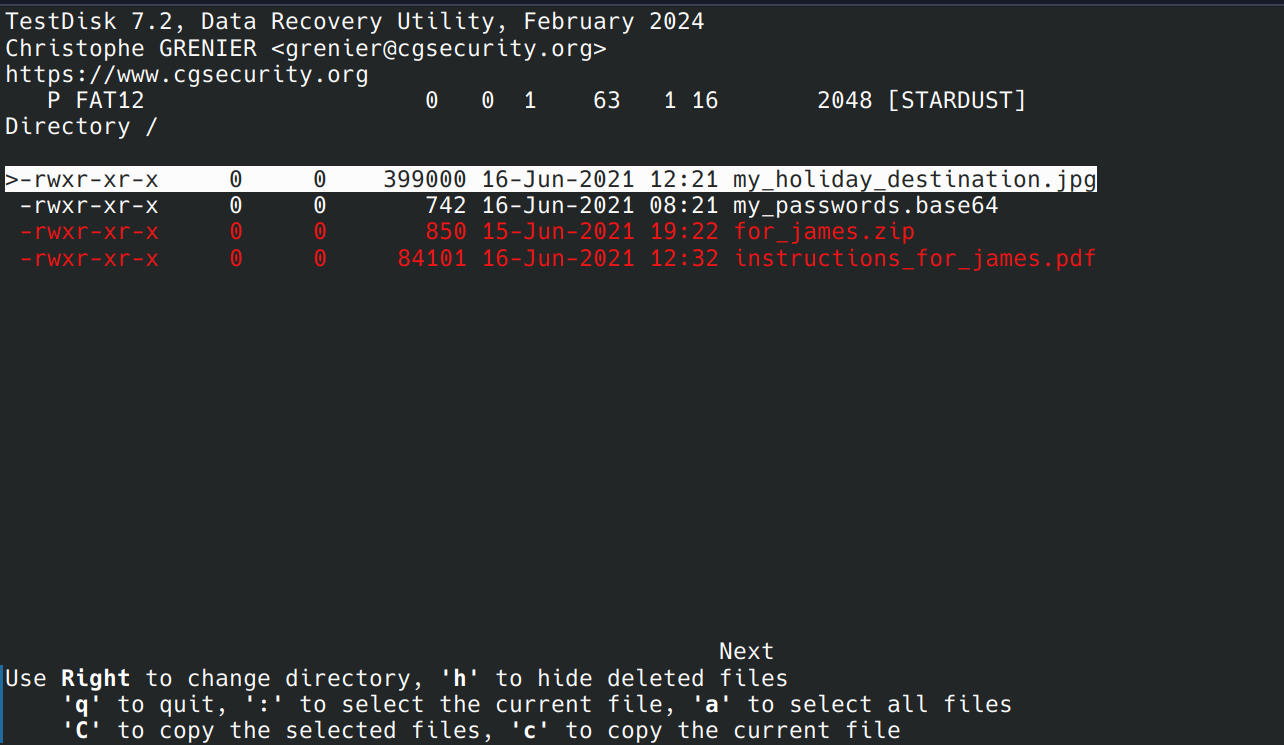 TestDisk 7.2, Data Recovery Utility, February 2024
Christophe GRENIER <grenier@cgsecurity.org>
https://www.cgsecurity.org
   P FAT12                    0   0  1    63   1 16       2048 [STARDUST]
Directory /
>-rwxr-xr-x     0     0    399000 16-Jun-2021 12:21 my_holiday_destination.jpg
 -rwxr-xr-x     0     0       742 16-Jun-2021 08:21 my_passwords.base64
 -rwxr-xr-x     0     0       850 15-Jun-2021 19:22 for_james.zip
 -rwxr-xr-x     0     0     84101 16-Jun-2021 12:32 instructions_for_james.pdf
Next
Use Right to change directory, 'h' to hide deleted files
    'q' to quit, ':' to select the current file, 'a' to select all files
    'C' to copy the selected files, 'c' to copy the current file